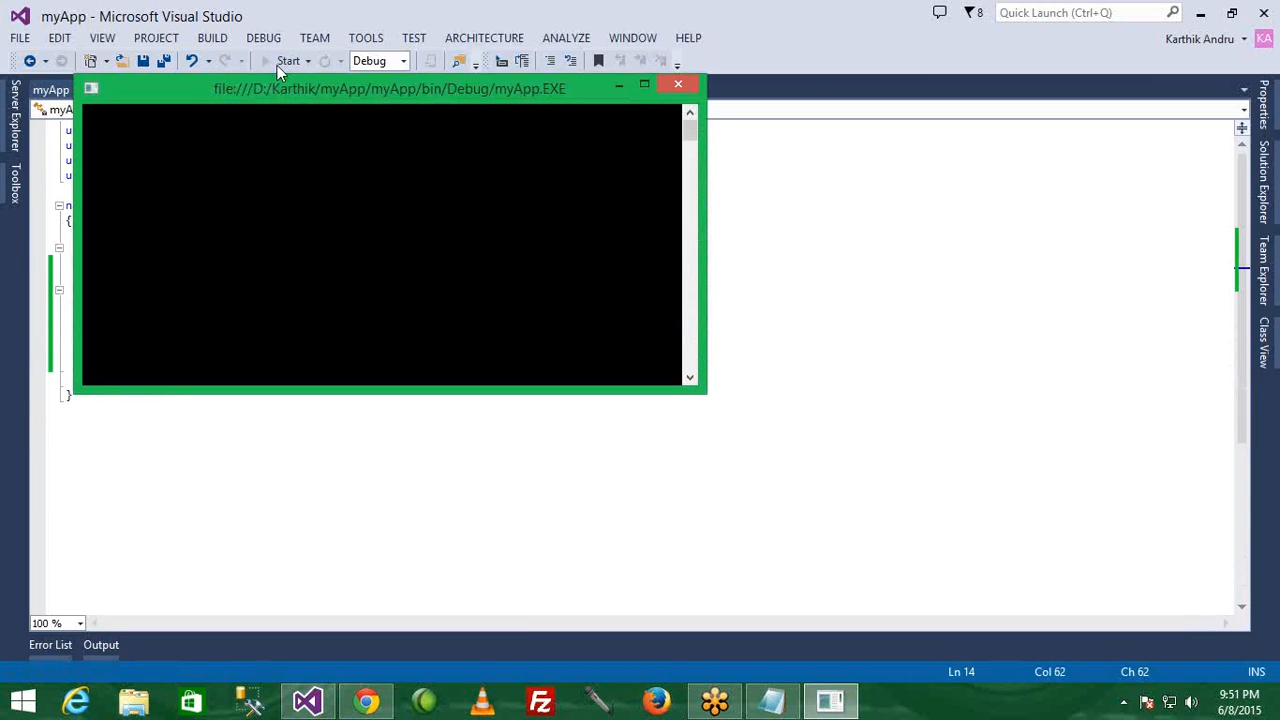 myApp - Microsoft Visual Studio
8
Quick Launch (Ctrl+Q)
FILE EDIT VIEW PROJECT BUILD DEBUG TEAM TOOLS TEST ARCHITECTURE ANALYZE WINDOW HELP
Karthik Andru
KA
Start
Debug
myApp
file:///D:/Karthik/myApp/myApp/bin/Debug/myApp.EXE
myA
u
u
u
u
n
{
}
Server Explorer
Toolbox
Properties
Solution Explorer
Team Explorer
Class View
100 %
Error List
Output
Ln 14
Col 62
Ch 62
INS
9:51 PM
6/8/2015